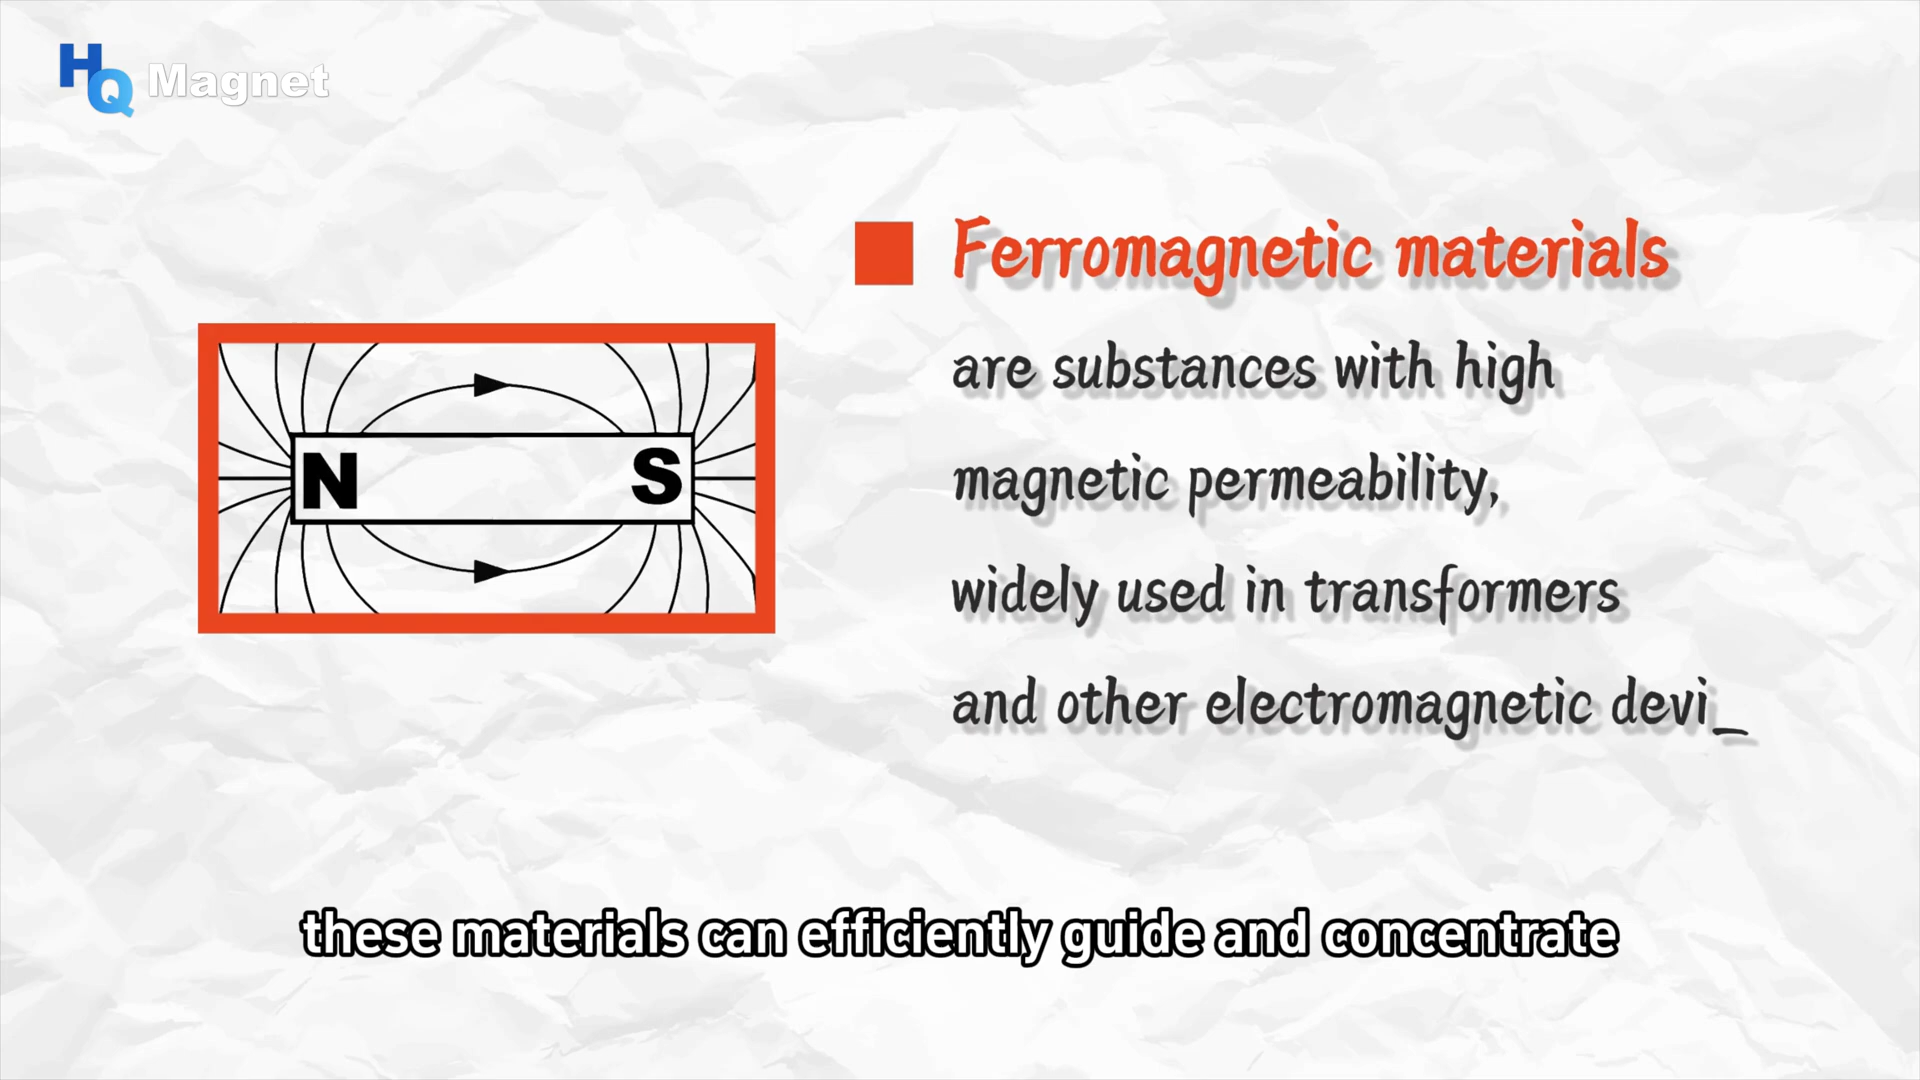 HQ Magnet
Ferromagnetic materials
are substances with high
magnetic permeability,
widely used in transformers
and other electromagnetic devi_
N S
these materials can efficiently guide and concentrate